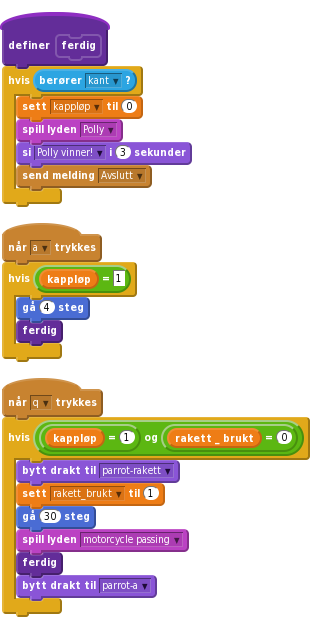 definer ferdig
hvis berører kant ?
sett kappløp til 0
spill lyden Polly
si Polly vinner! i 3 sekunder
send melding Avslutt
når a trykkes
hvis kappløp = 1
gå 4 steg
ferdig
når q trykkes
hvis kappløp = 1 og rakett_brukt = 0
bytt drakt til parrot-rakett
sett rakett_brukt til 1
gå 30 steg
spill lyden motorcycle passing
ferdig
bytt drakt til parrot-a